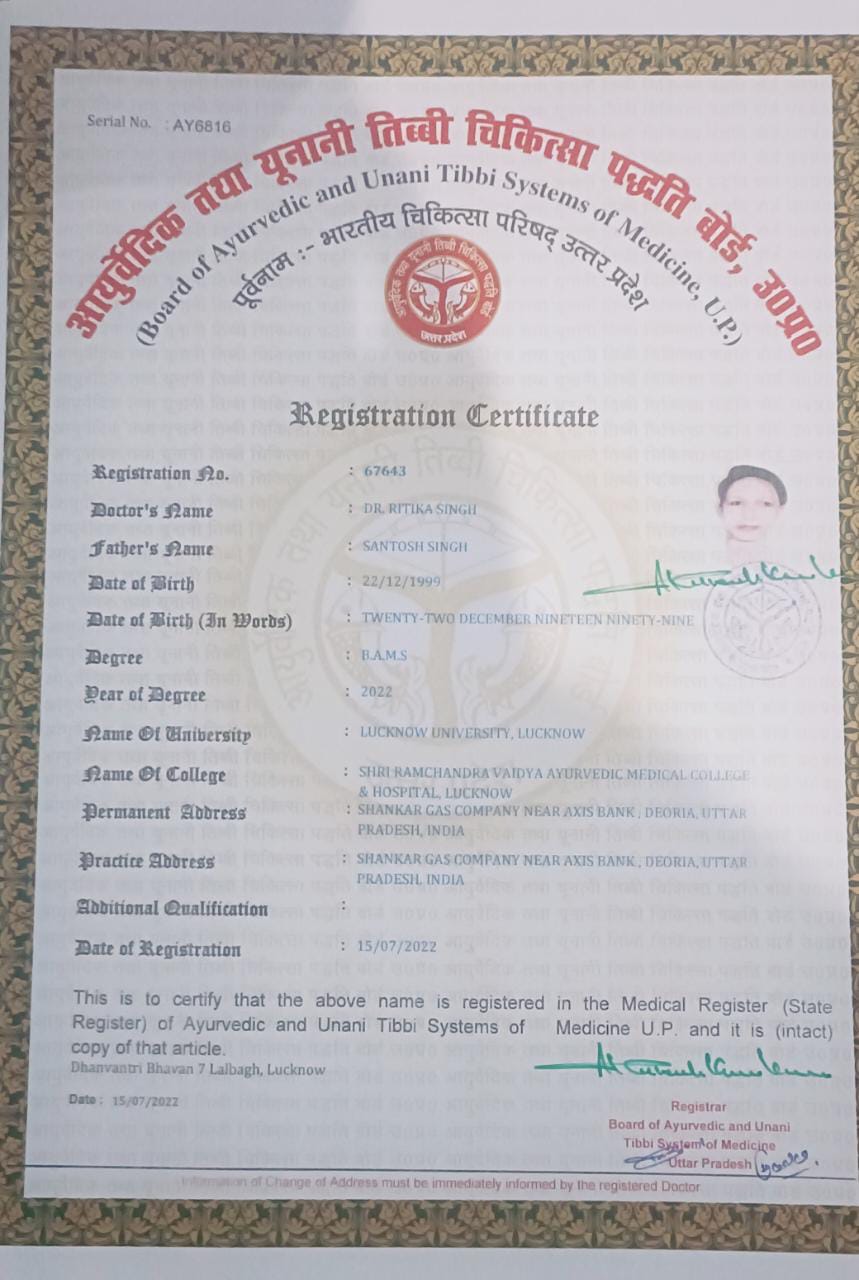 Serial No. : AY6816
आयुर्वेदिक तथा यूनानी तिब्बी चिकित्सा पद्धति बोर्ड, उ०प्र०
(Board of Ayurvedic and Unani Tibbi Systems of Medicine, U.P.)
पूर्वनाम :- भारतीय चिकित्सा परिषद् उत्तर प्रदेश
आयुर्वेदिक तथा यूनानी तिब्बी चिकित्सा पद्धति बोर्ड
उत्तर प्रदेश
Registration Certificate
Registration No. : 67643
Doctor's Name : DR. RITIKA SINGH
Father's Name : SANTOSH SINGH
Date of Birth : 22/12/1999
Date of Birth (In Words) : TWENTY-TWO DECEMBER NINETEEN NINETY-NINE
Degree : B.A.M.S
Year of Degree : 2022
Name Of University : LUCKNOW UNIVERSITY, LUCKNOW
Name Of College : SHRI RAMCHANDRA VAIDYA AYURVEDIC MEDICAL COLLEGE
& HOSPITAL, LUCKNOW
Permanent Address : SHANKAR GAS COMPANY NEAR AXIS BANK , DEORIA, UTTAR
PRADESH, INDIA
Practice Address : SHANKAR GAS COMPANY NEAR AXIS BANK , DEORIA, UTTAR
PRADESH, INDIA
Additional Qualification :
Date of Registration : 15/07/2022
This is to certify that the above name is registered in the Medical Register (State
Register) of Ayurvedic and Unani Tibbi Systems of Medicine U.P. and it is (intact)
copy of that article.
Dhanvantri Bhavan 7 Lalbagh, Lucknow
Date : 15/07/2022
Registrar
Board of Ayurvedic and Unani
Tibbi System of Medicine
Uttar Pradesh
Information of Change of Address must be immediately informed by the registered Doctor